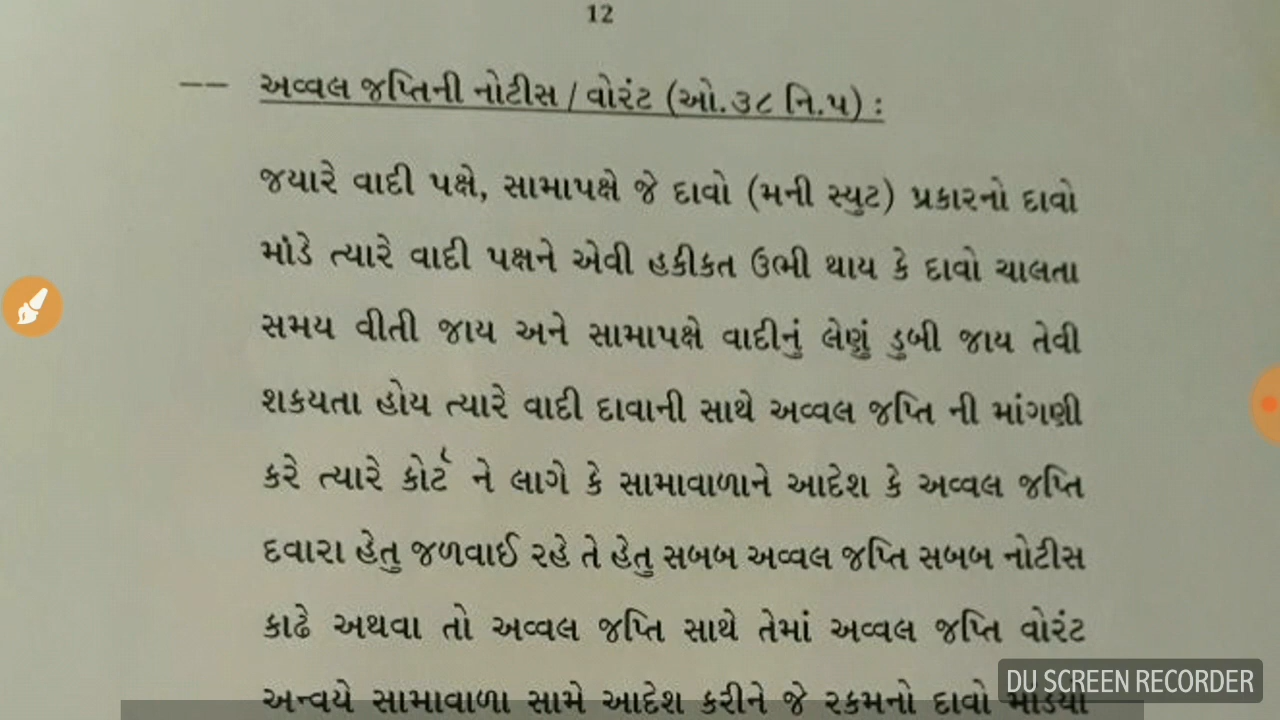 12
-- અવ્વલ જપ્તિની નોટીસ / વોરંટ (ઓ.૩૮ નિ.૫) :
જયારે વાદી પક્ષે, સામાપક્ષે જે દાવો (મની સ્યુટ) પ્રકારનો દાવો
માંડે ત્યારે વાદી પક્ષને એવી હકીકત ઉભી થાય કે દાવો ચાલતા
સમય વીતી જાય અને સામાપક્ષે વાદીનું લેણું ડુબી જાય તેવી
શકયતા હોય ત્યારે વાદી દાવાની સાથે અવ્વલ જપ્તિ ની માંગણી
કરે ત્યારે કોર્ટ ને લાગે કે સામાવાળાને આદેશ કે અવ્વલ જપ્તિ
દવારા હેતુ જળવાઈ રહે તે હેતુ સબબ અવ્વલ જપ્તિ સબબ નોટીસ
કાઢે અથવા તો અવ્વલ જપ્તિ સાથે તેમાં અવ્વલ જપ્તિ વોરંટ
અન્વયે સામાવાળા સામે આદેશ કરીને જે રકમનો દાવો માંડયો
DU SCREEN RECORDER